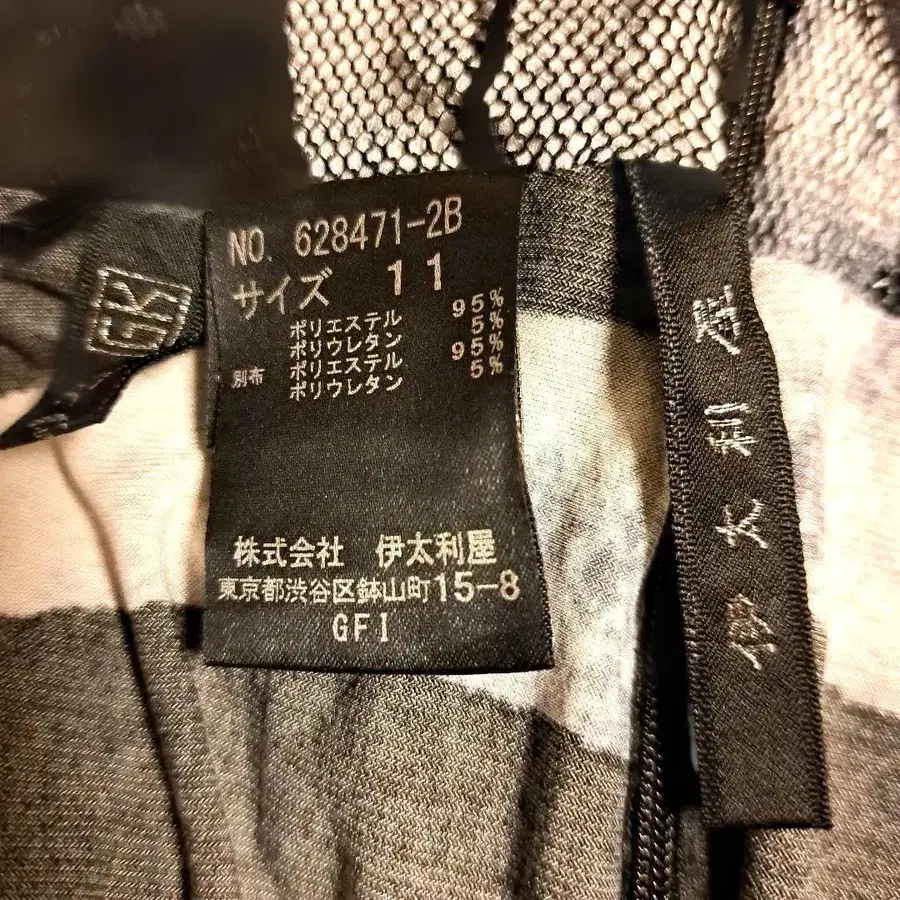 NO. 628471-2B
サイズ 11
ポリエステル 95%
ポリウレタン 5%
別布 ポリエステル 95%
ポリウレタン 5%
株式会社 伊太利屋
東京都渋谷区鉢山町15-8
GFI
伊太利屋
GK